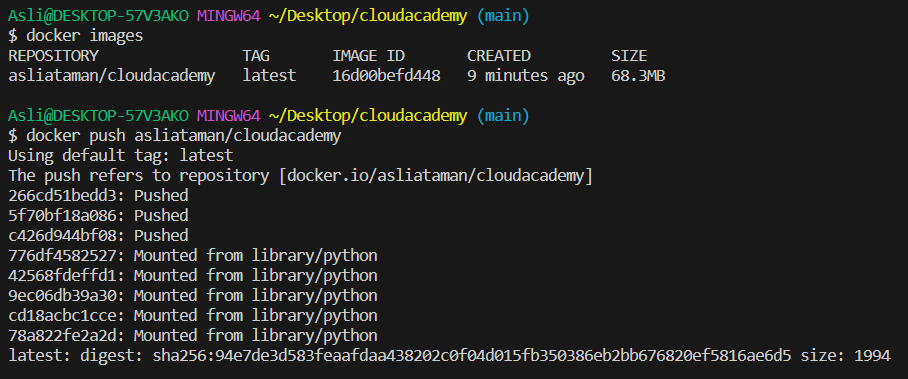 Asli@DESKTOP-57V3AKO MINGW64 ~/Desktop/cloudacademy (main)
$ docker images
REPOSITORY                TAG       IMAGE ID       CREATED         SIZE
asliataman/cloudacademy   latest    16d00befd448   9 minutes ago   68.3MB
Asli@DESKTOP-57V3AKO MINGW64 ~/Desktop/cloudacademy (main)
$ docker push asliataman/cloudacademy
Using default tag: latest
The push refers to repository [docker.io/asliataman/cloudacademy]
266cd51bedd3: Pushed
5f70bf18a086: Pushed
c426d944bf08: Pushed
776df4582527: Mounted from library/python
42568fdeffd1: Mounted from library/python
9ec06db39a30: Mounted from library/python
cd18acbc1cce: Mounted from library/python
78a822fe2a2d: Mounted from library/python
latest: digest: sha256:94e7de3d583feaafdaa438202c0f04d015fb350386eb2bb676820ef5816ae6d5 size: 1994